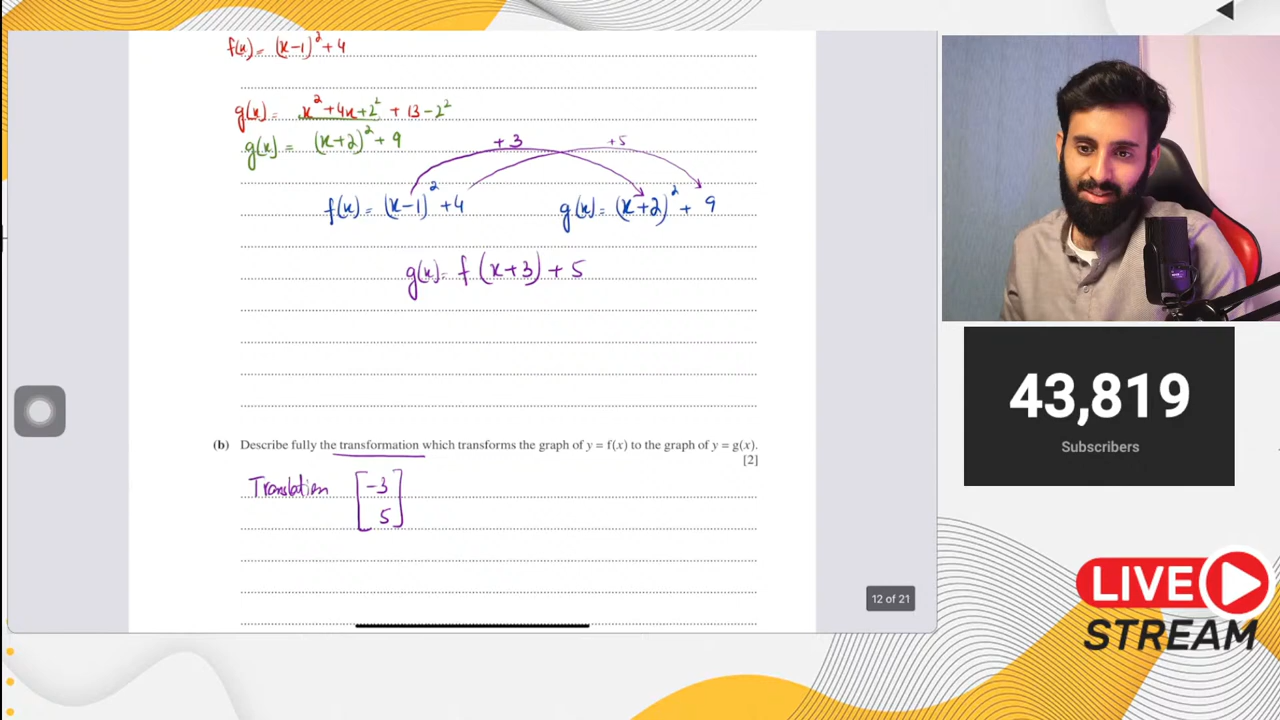 f(x) = (x-1)² + 4
g(x) = x² + 4x + 2² + 13 - 2²
g(x) = (x+2)² + 9
+3
+5
f(x) = (x-1)² + 4
g(x) = (x+2)² + 9
g(x) = f(x+3) + 5
(b) Describe fully the transformation which transforms the graph of y = f(x) to the graph of y = g(x).
[2]
Translation [-3
5]
12 of 21
43,819
Subscribers
LIVE
STREAM